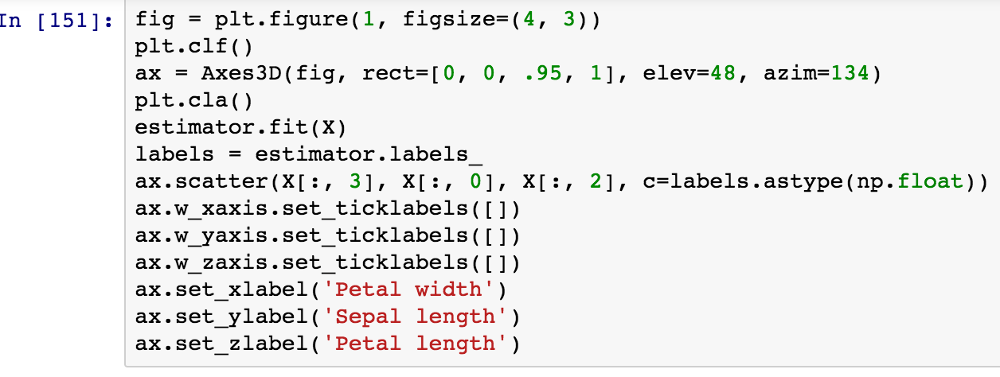 In [151]: fig = plt.figure(1, figsize=(4, 3))
plt.clf()
ax = Axes3D(fig, rect=[0, 0, .95, 1], elev=48, azim=134)
plt.cla()
estimator.fit(X)
labels = estimator.labels_
ax.scatter(X[:, 3], X[:, 0], X[:, 2], c=labels.astype(np.float))
ax.w_xaxis.set_ticklabels([])
ax.w_yaxis.set_ticklabels([])
ax.w_zaxis.set_ticklabels([])
ax.set_xlabel('Petal width')
ax.set_ylabel('Sepal length')
ax.set_zlabel('Petal length')